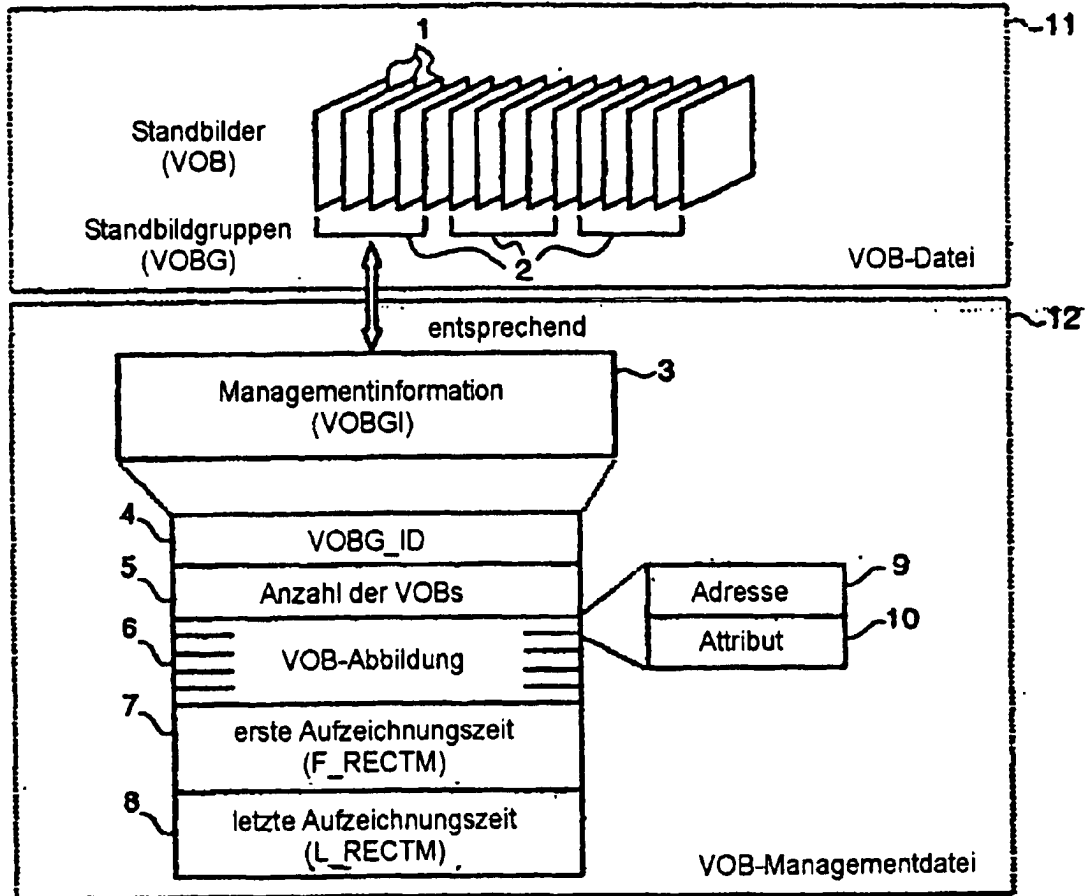 1
11
Standbilder
(VOB)
Standbildgruppen
(VOBG)
2
VOB-Datei
12
entsprechend
3
Managementinformation
(VOBGI)
4
VOBG_ID
5
Anzahl der VOBs
9
Adresse
6
VOB-Abbildung
10
Attribut
7
erste Aufzeichnungszeit
(F_RECTM)
8
letzte Aufzeichnungszeit
(L_RECTM)
VOB-Managementdatei